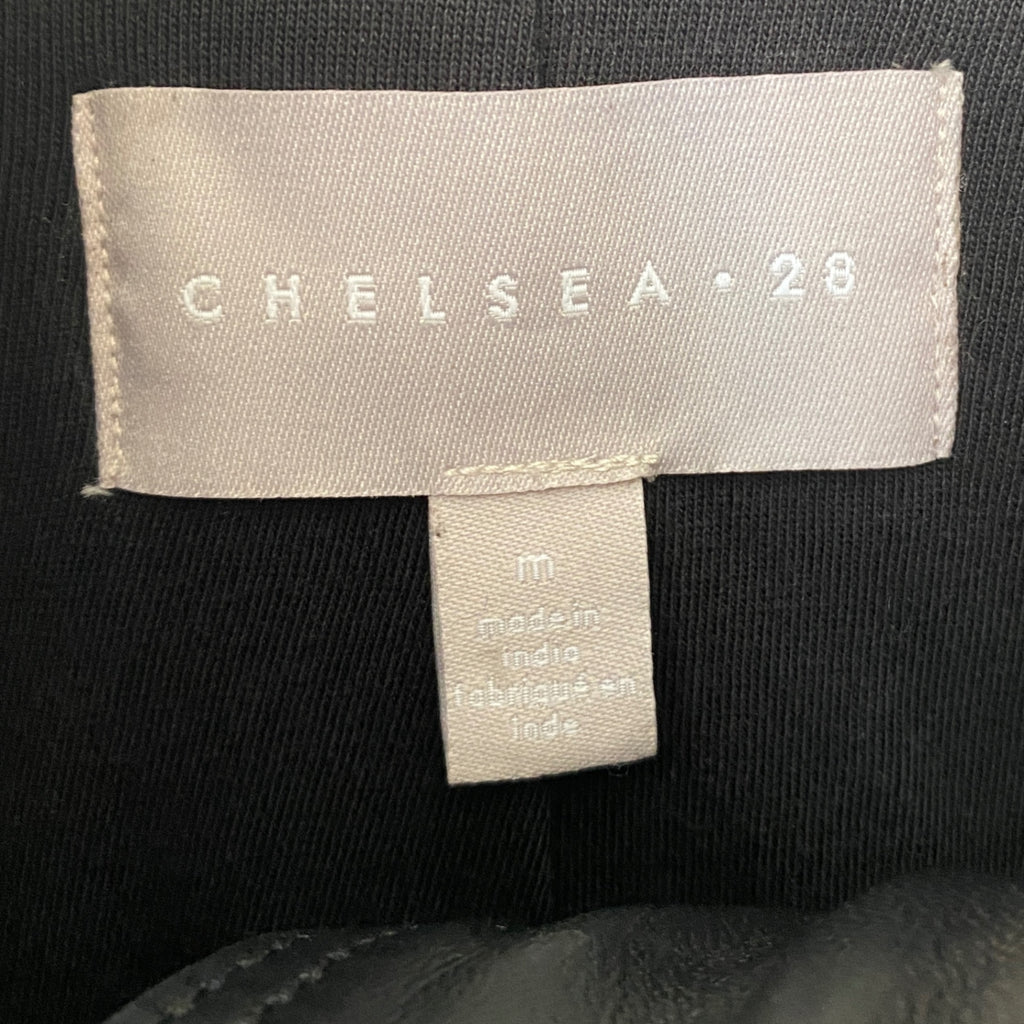 CHELSEA • 28
m
made in
india
fabriqué en
inde